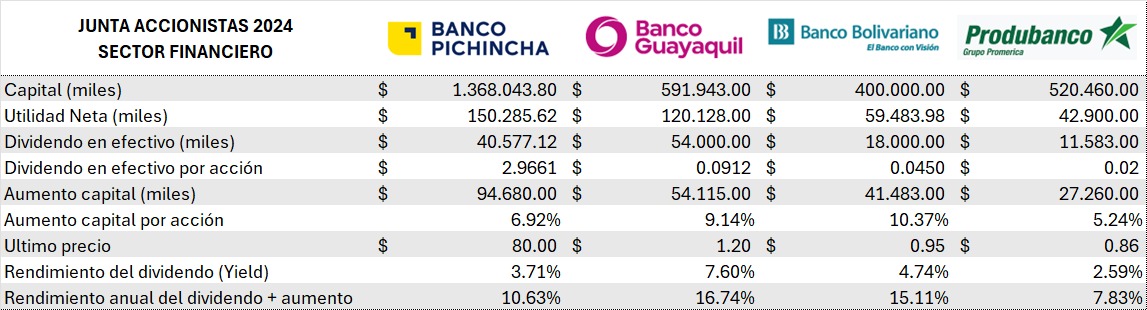 JUNTA ACCIONISTAS 2024
SECTOR FINANCIERO
BANCO
PICHINCHA
Banco
Guayaquil
Banco Bolivariano
El Banco con Visión
Produbanco
Grupo Promerica
Capital (miles) $ 1.368.043.80 $ 591.943.00 $ 400.000.00 $ 520.460.00
Utilidad Neta (miles) $ 150.285.62 $ 120.128.00 $ 59.483.98 $ 42.900.00
Dividendo en efectivo (miles) $ 40.577.12 $ 54.000.00 $ 18.000.00 $ 11.583.00
Dividendo en efectivo por acción $ 2.9661 $ 0.0912 $ 0.0450 $ 0.02
Aumento capital (miles) $ 94.680.00 $ 54.115.00 $ 41.483.00 $ 27.260.00
Aumento capital por acción 6.92% 9.14% 10.37% 5.24%
Ultimo precio $ 80.00 $ 1.20 $ 0.95 $ 0.86
Rendimiento del dividendo (Yield) 3.71% 7.60% 4.74% 2.59%
Rendimiento anual del dividendo + aumento 10.63% 16.74% 15.11% 7.83%